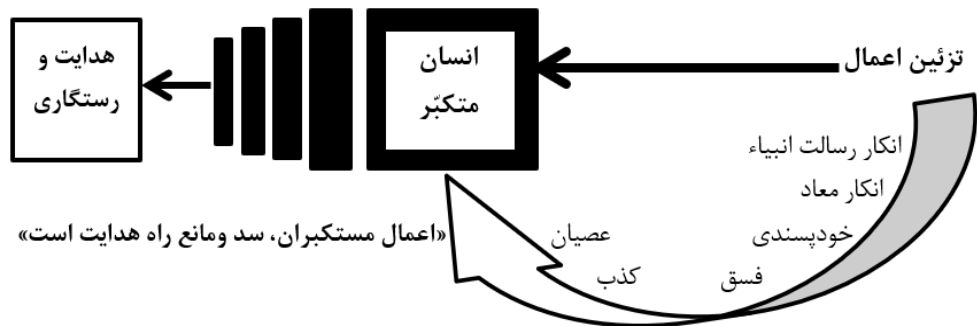 تزئین اعمال
انسان
متکبّر
هدایت و
رستگاری
انکار رسالت انبیاء
انکار معاد
خودپسندی
فسق
کذب
عصیان
«اعمال مستکبران، سد ومانع راه هدایت است»